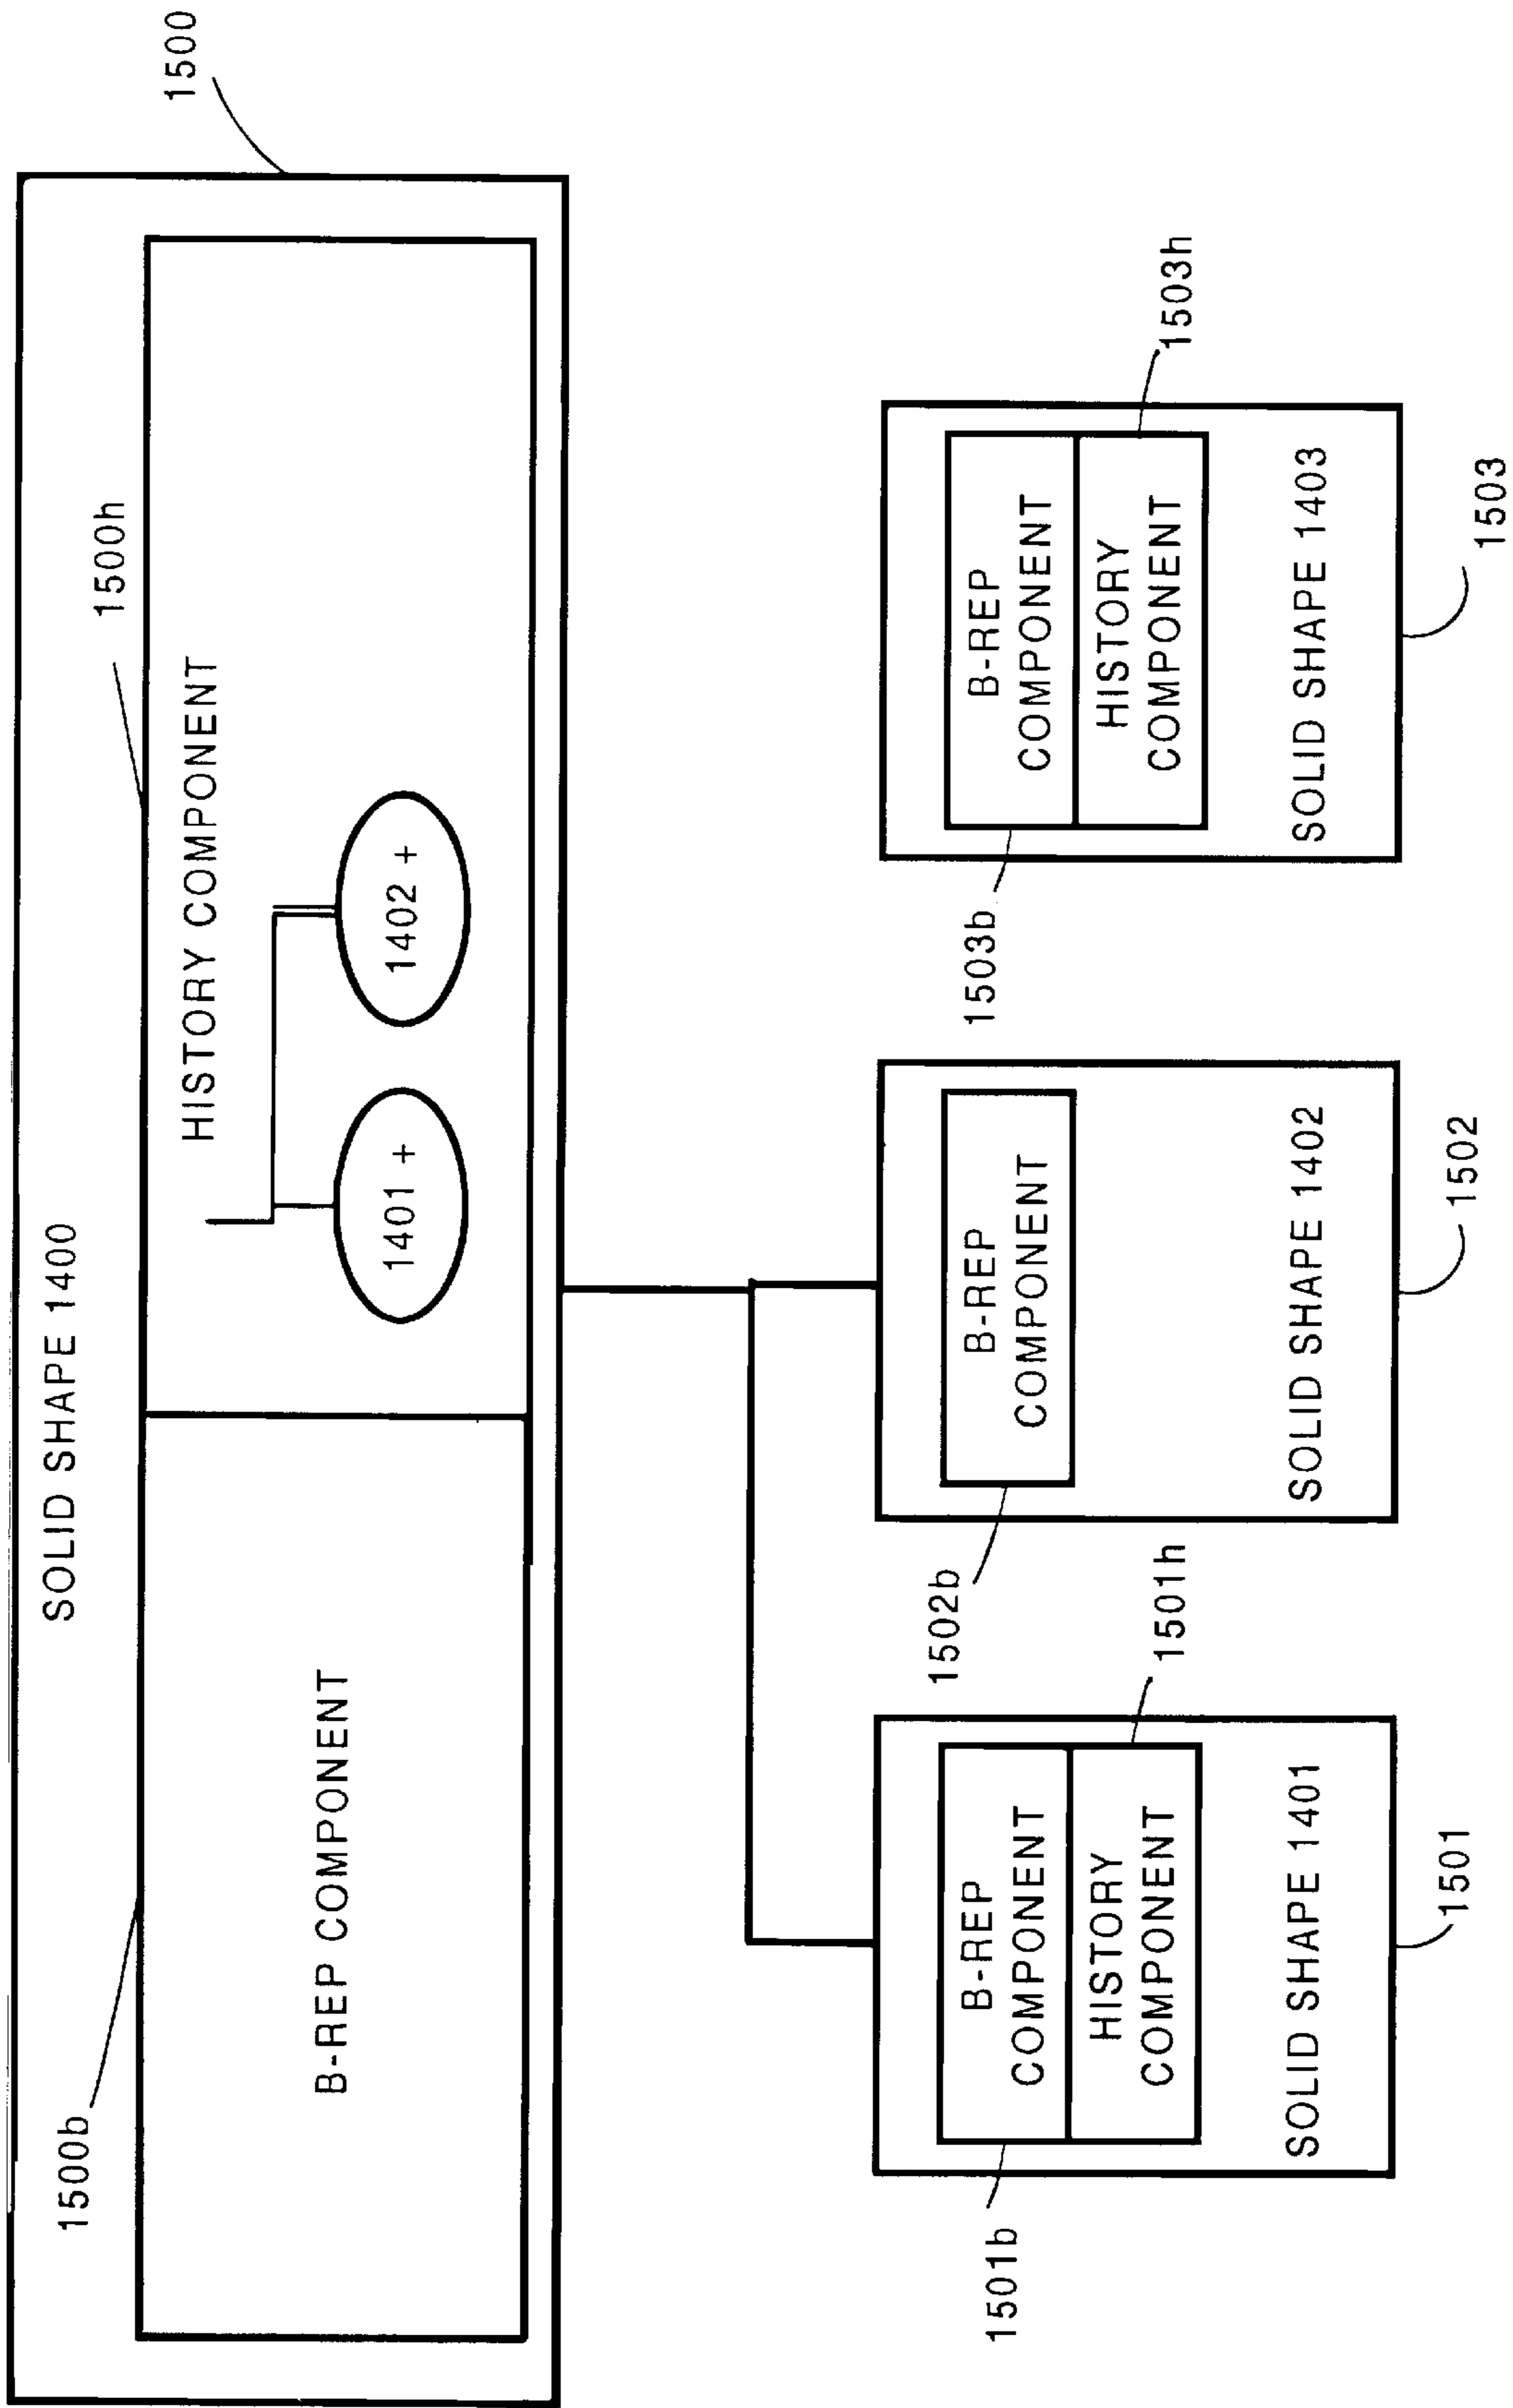 1500
SOLID SHAPE 1400
1500b
1500h
B-REP COMPONENT
HISTORY COMPONENT
1401 +
1402 +
1501b
B-REP
COMPONENT
HISTORY
COMPONENT
1501h
SOLID SHAPE 1401
1501
1502b
B-REP
COMPONENT
SOLID SHAPE 1402
1502
1503b
B-REP
COMPONENT
HISTORY
COMPONENT
1503h
SOLID SHAPE 1403
1503